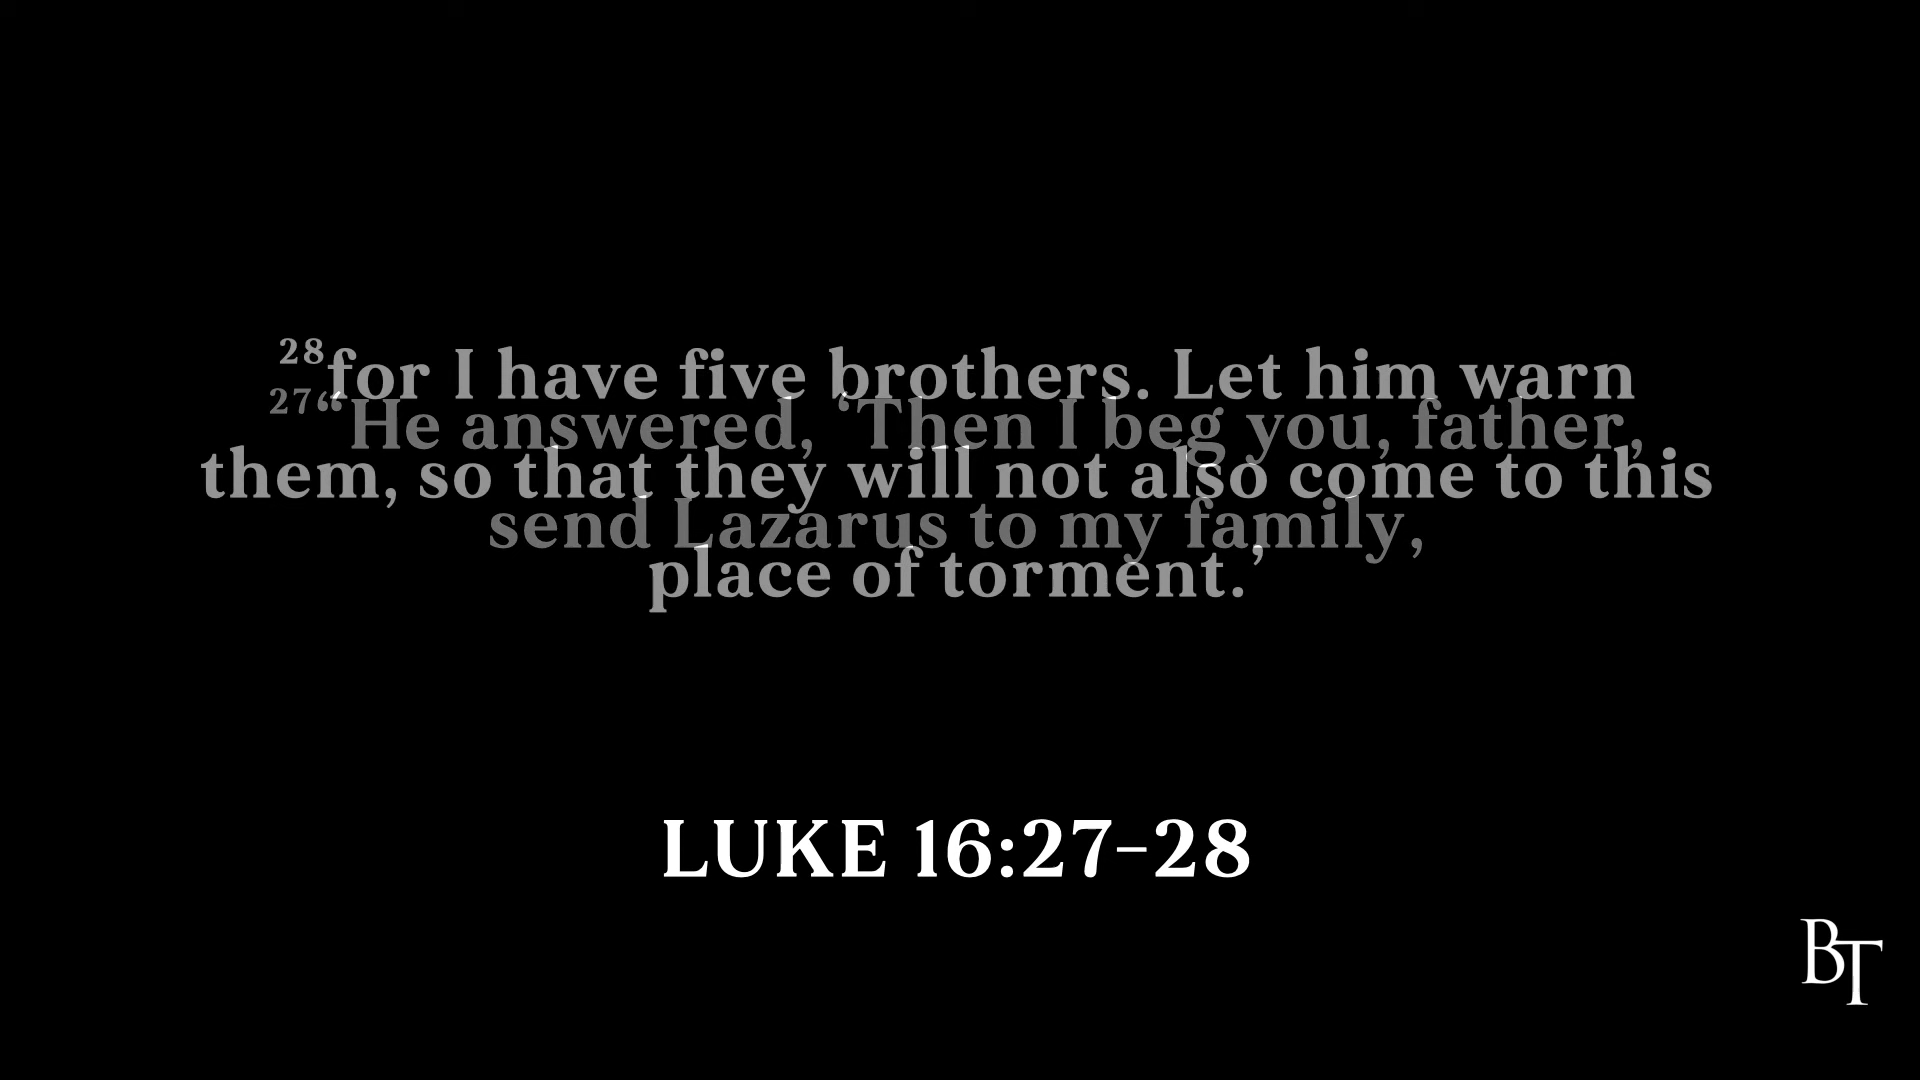 ²⁷“He answered, ‘Then I beg you, father,
send Lazarus to my family,
²⁸for I have five brothers. Let him warn
them, so that they will not also come to this
place of torment.’
LUKE 16:27–28
BT